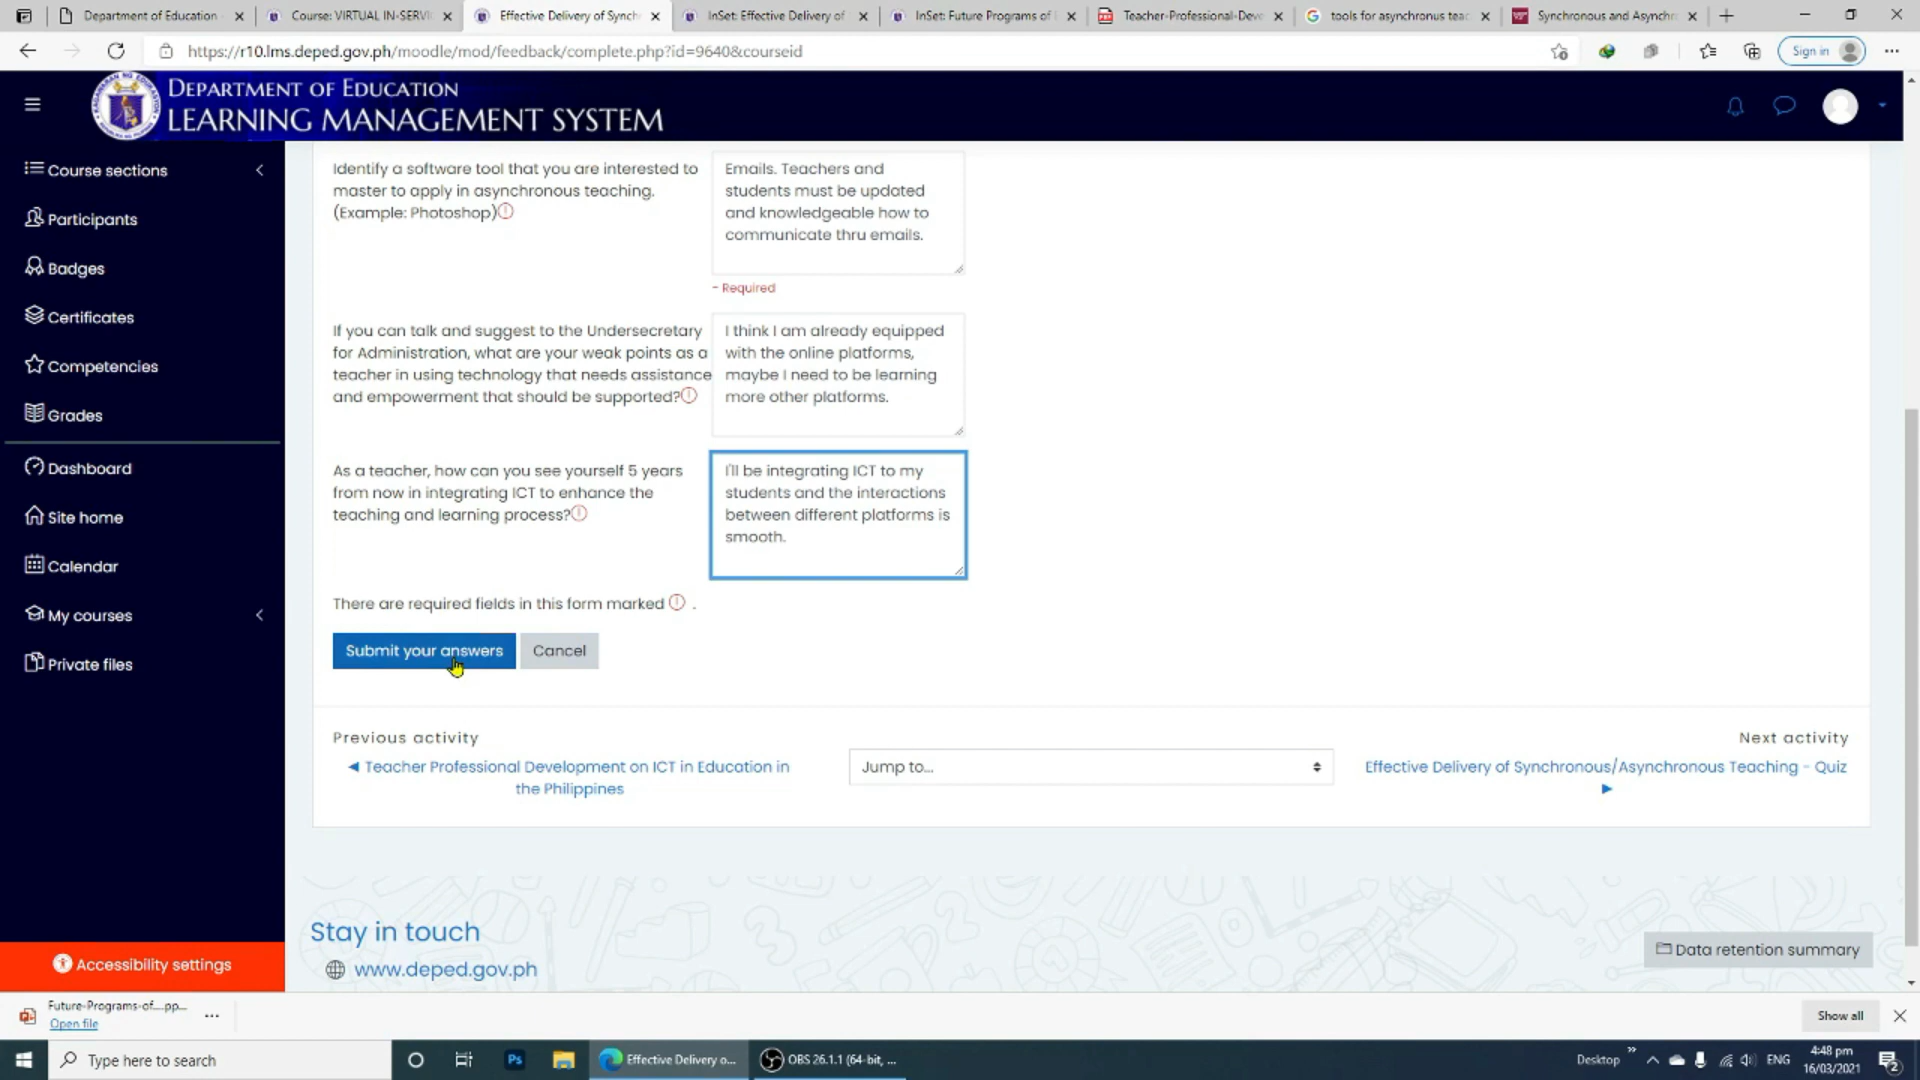 Department of Education
Course: VIRTUAL IN-SERVI
Effective Delivery of Synch
InSet: Effective Delivery of
InSet: Future Programs of
Teacher-Professional-Deve
tools for asynchronus teac
Synchronous and Asynchr
https://r10.lms.deped.gov.ph/moodle/mod/feedback/complete.php?id=9640&courseid
Sign in
DEPARTMENT OF EDUCATION
LEARNING MANAGEMENT SYSTEM
Course sections
Participants
Badges
Certificates
Competencies
Grades
Dashboard
Site home
Calendar
My courses
Private files
Accessibility settings
Identify a software tool that you are interested to
master to apply in asynchronous teaching.
(Example: Photoshop)
Emails. Teachers and
students must be updated
and knowledgeable how to
communicate thru emails.
- Required
If you can talk and suggest to the Undersecretary
for Administration, what are your weak points as a
teacher in using technology that needs assistance
and empowerment that should be supported?
I think I am already equipped
with the online platforms,
maybe I need to be learning
more other platforms.
As a teacher, how can you see yourself 5 years
from now in integrating ICT to enhance the
teaching and learning process?
I'll be integrating ICT to my
students and the interactions
between different platforms is
smooth.
There are required fields in this form marked .
Submit your answers
Cancel
Previous activity
◄ Teacher Professional Development on ICT in Education in
the Philippines
Jump to...
Next activity
Effective Delivery of Synchronous/Asynchronous Teaching - Quiz
►
Stay in touch
www.deped.gov.ph
Data retention summary
Future-Programs-of....pp...
Open file
Show all
Type here to search
Ps
Effective Delivery o...
OBS 26.1.1 (64-bit, ...
Desktop
ENG
4:48 pm
16/03/2021
2